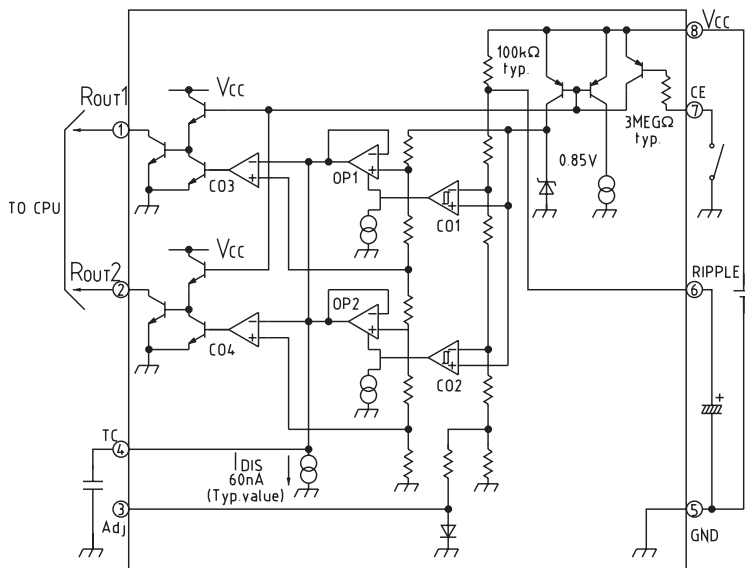 8
VCC
100kΩ
typ.
ROUT1
VCC
CE
7
3MEGΩ
typ.
1
0.85V
OP1
CO3
CO1
TO CPU
VCC
ROUT2
RIPPLE
2
6
OP2
CO4
CO2
+
TC
4
IDIS
60nA
(Typ.value)
3
Adj
5
GND